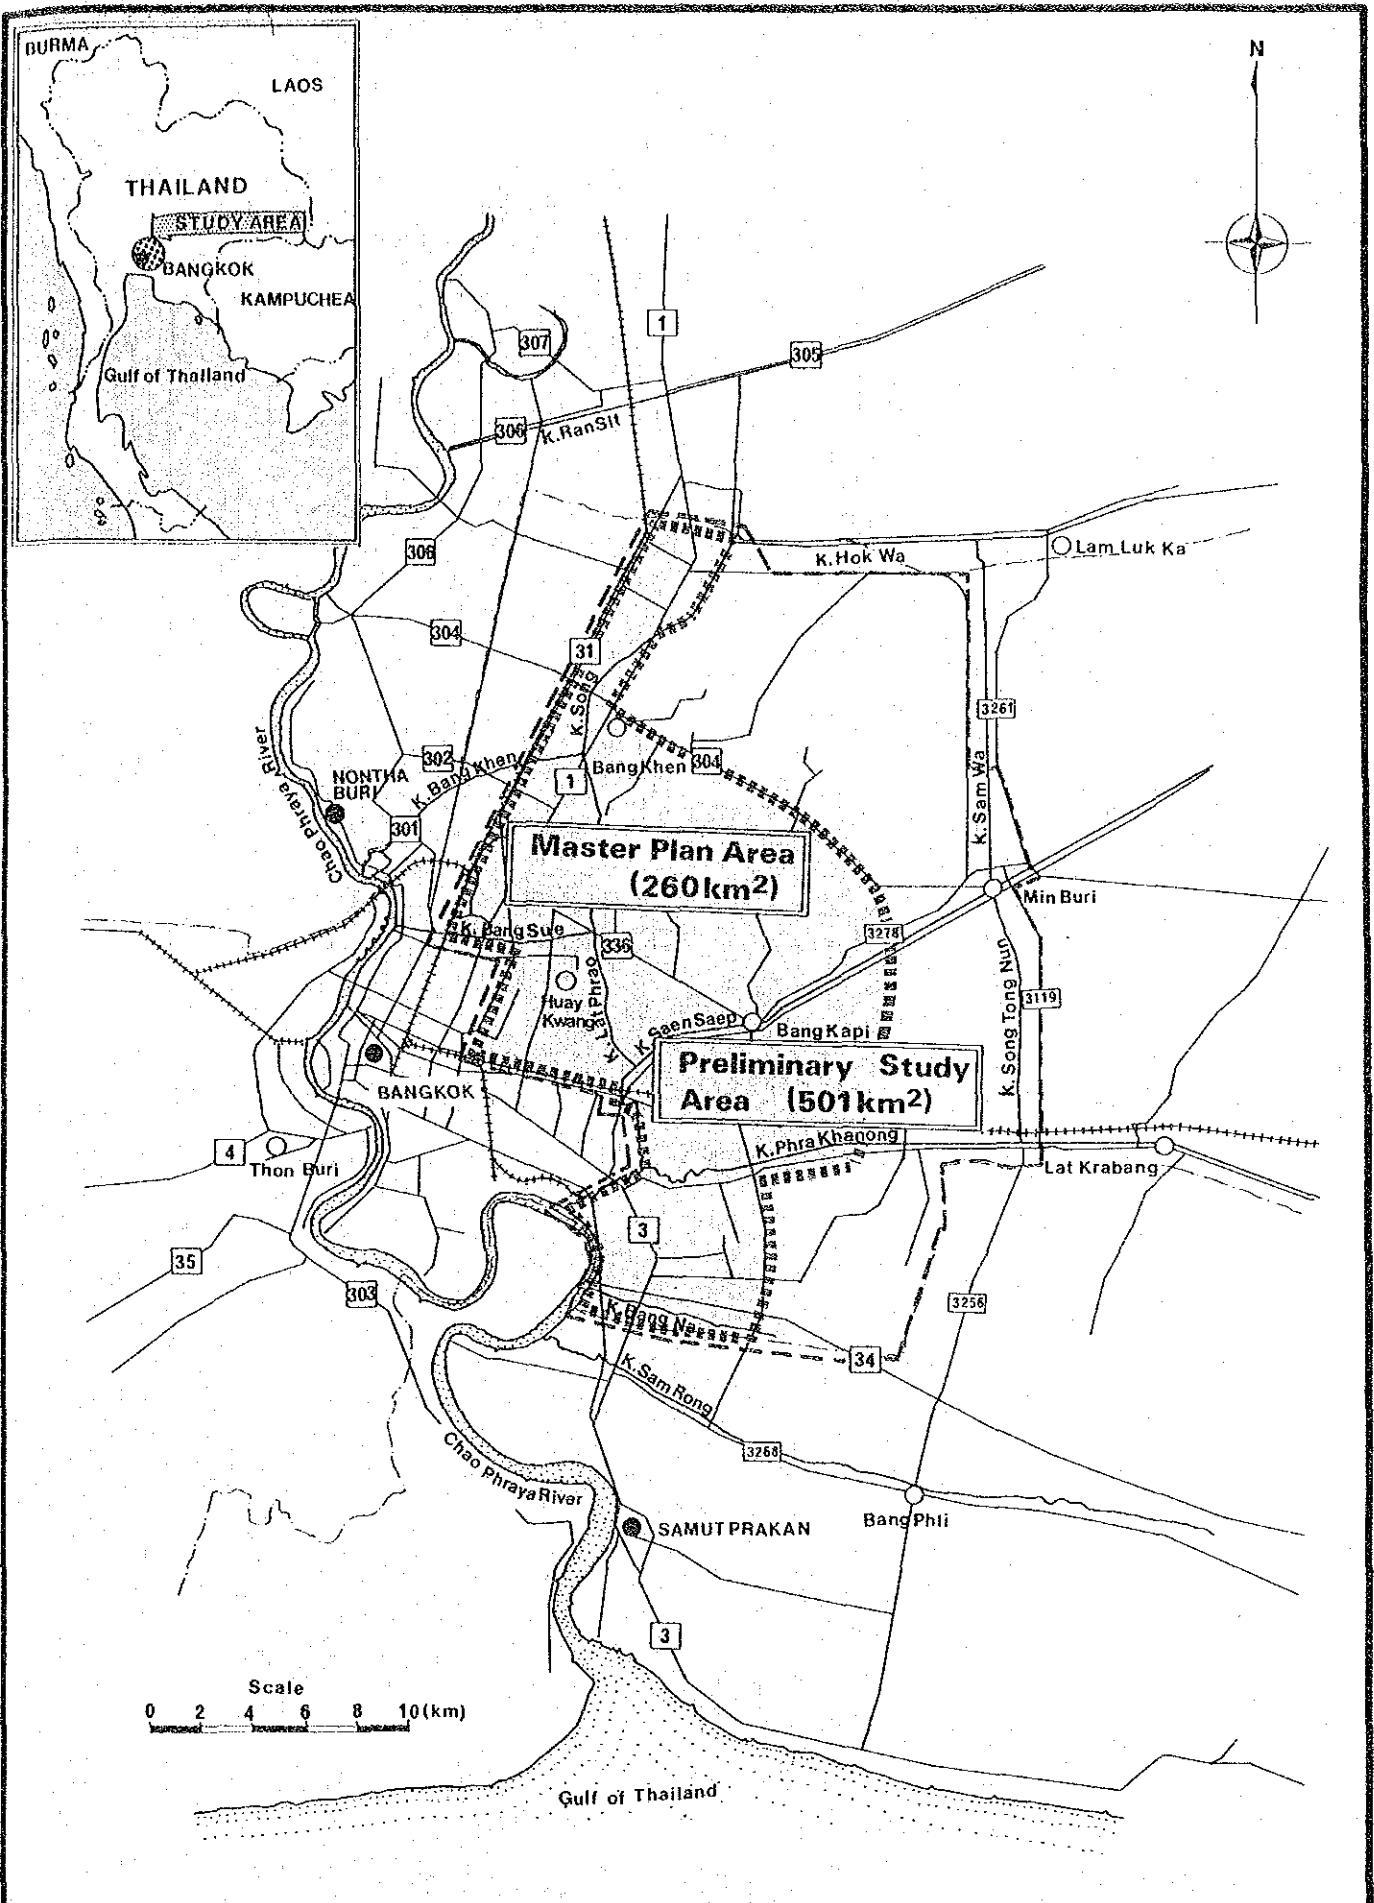 BURMA
LAOS
THAILAND
STUDY AREA
BANGKOK
KAMPUCHEA
Gulf of Thailand
N
1
307
305
306
K.RanSit
306
K.Hok Wa
Lam Luk Ka
304
31
K.Song
3261
Chao Phraya River
302
K.Bang Khen
BangKhen
304
NONTHA
BURI
1
K.Sam Wa
301
Master Plan Area
(260km2)
Min Buri
K.Bang Sue
336
3278
Huay
Kwang
K.Lat Phrao
K.Saen Saep
BangKapi
K.Song Tong Nun
3119
Preliminary Study
Area (501km2)
BANGKOK
4
Thon Buri
K.Phra Khanong
Lat Krabang
3
35
303
K.Bang Na
3256
34
K.Sam Rong
3268
Chao Phraya River
SAMUT PRAKAN
Bang Phli
3
Scale
0 2 4 6 8 10(km)
Gulf of Thailand